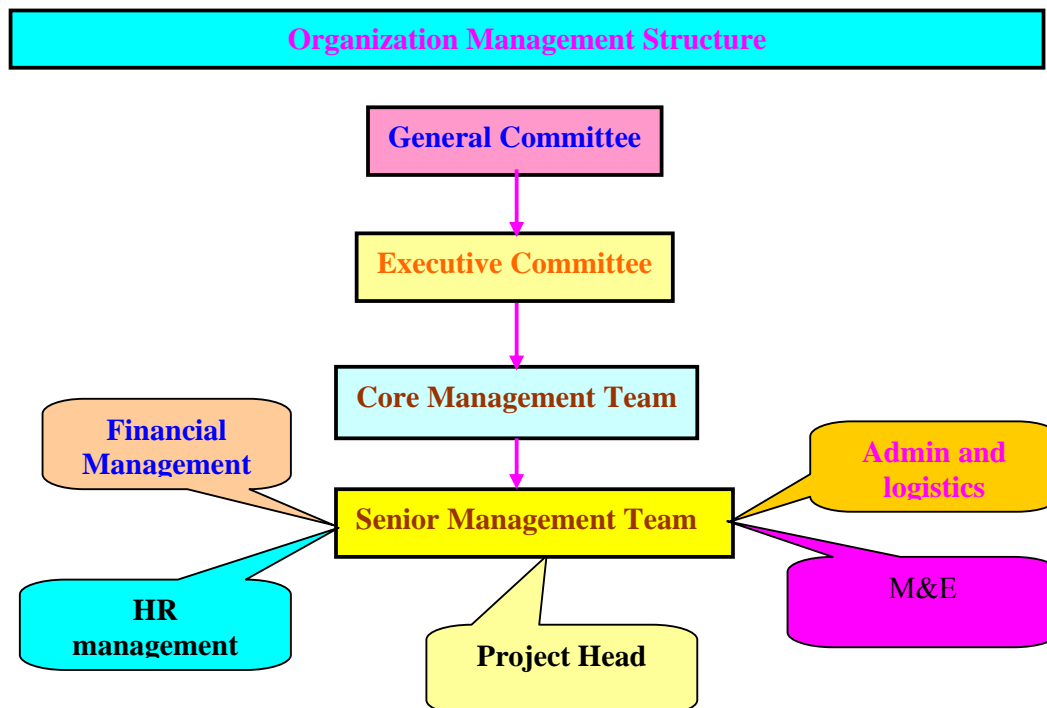 Organization Management Structure
General Committee
Executive Committee
Core Management Team
Financial
Management
Admin and
logistics
Senior Management Team
HR
management
M&E
Project Head